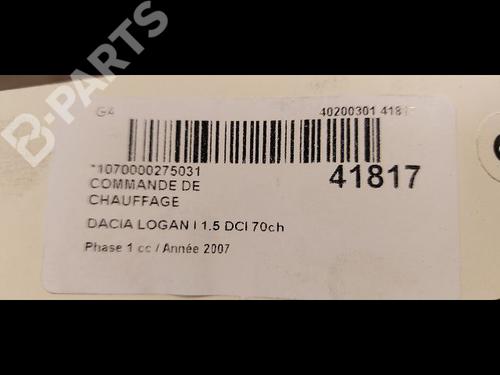 B-PARTS
G4
40200301 4181
*1070000275031
COMMANDE DE
41817
CHAUFFAGE
DACIA LOGAN I 1.5 DCI 70ch
Phase 1 cc / Année 2007